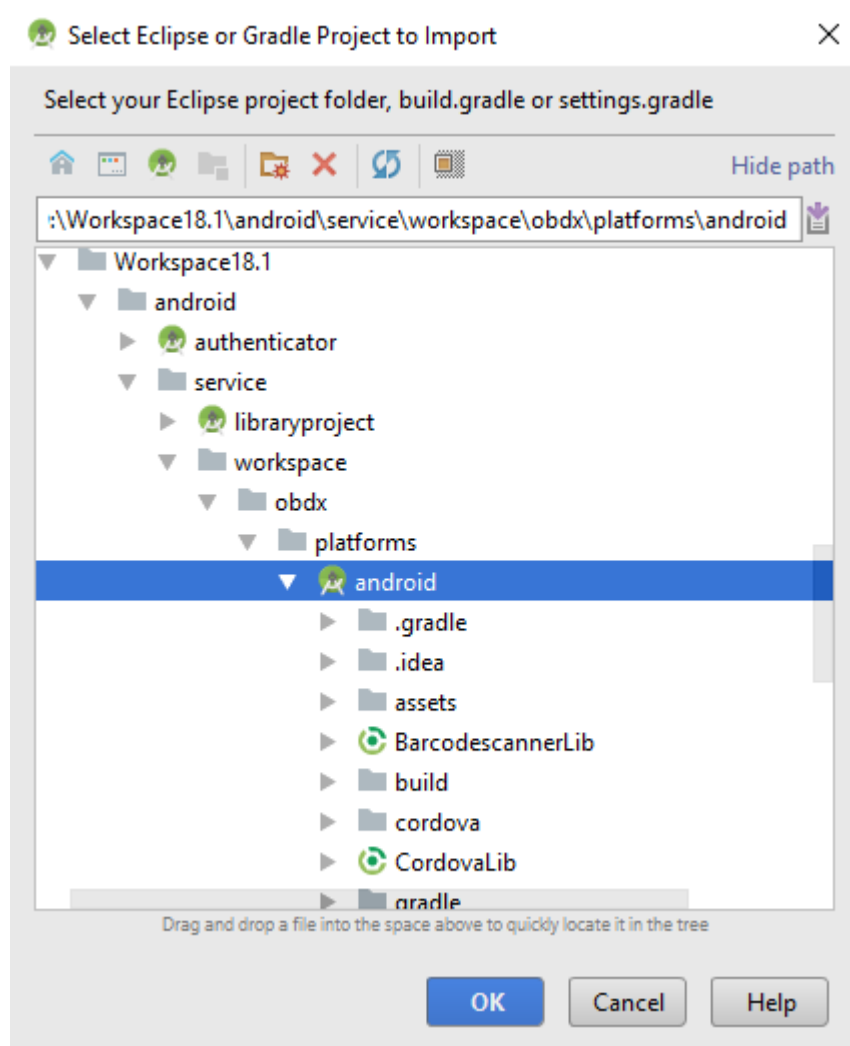 Select Eclipse or Gradle Project to Import
Select your Eclipse project folder, build.gradle or settings.gradle
Hide path
:\Workspace18.1\android\service\workspace\obdx\platforms\android
Workspace18.1
android
authenticator
service
libraryproject
workspace
obdx
platforms
android
.gradle
.idea
assets
BarcodescannerLib
build
cordova
CordovaLib
gradle
Drag and drop a file into the space above to quickly locate it in the tree
OK Cancel Help